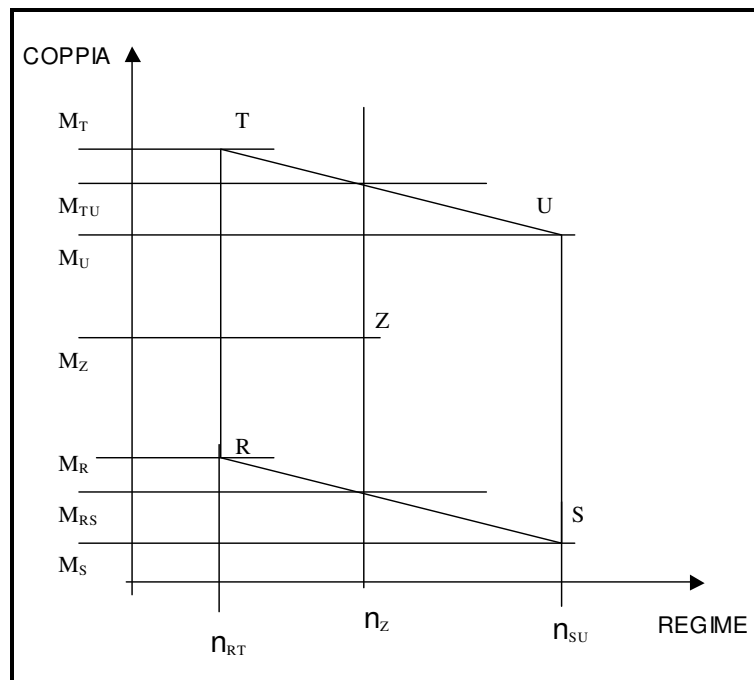 COPPIA
M_T T
M_TU U
M_U
Z
M_Z
R
M_R
M_RS S
M_S
n_RT n_Z n_SU REGIME